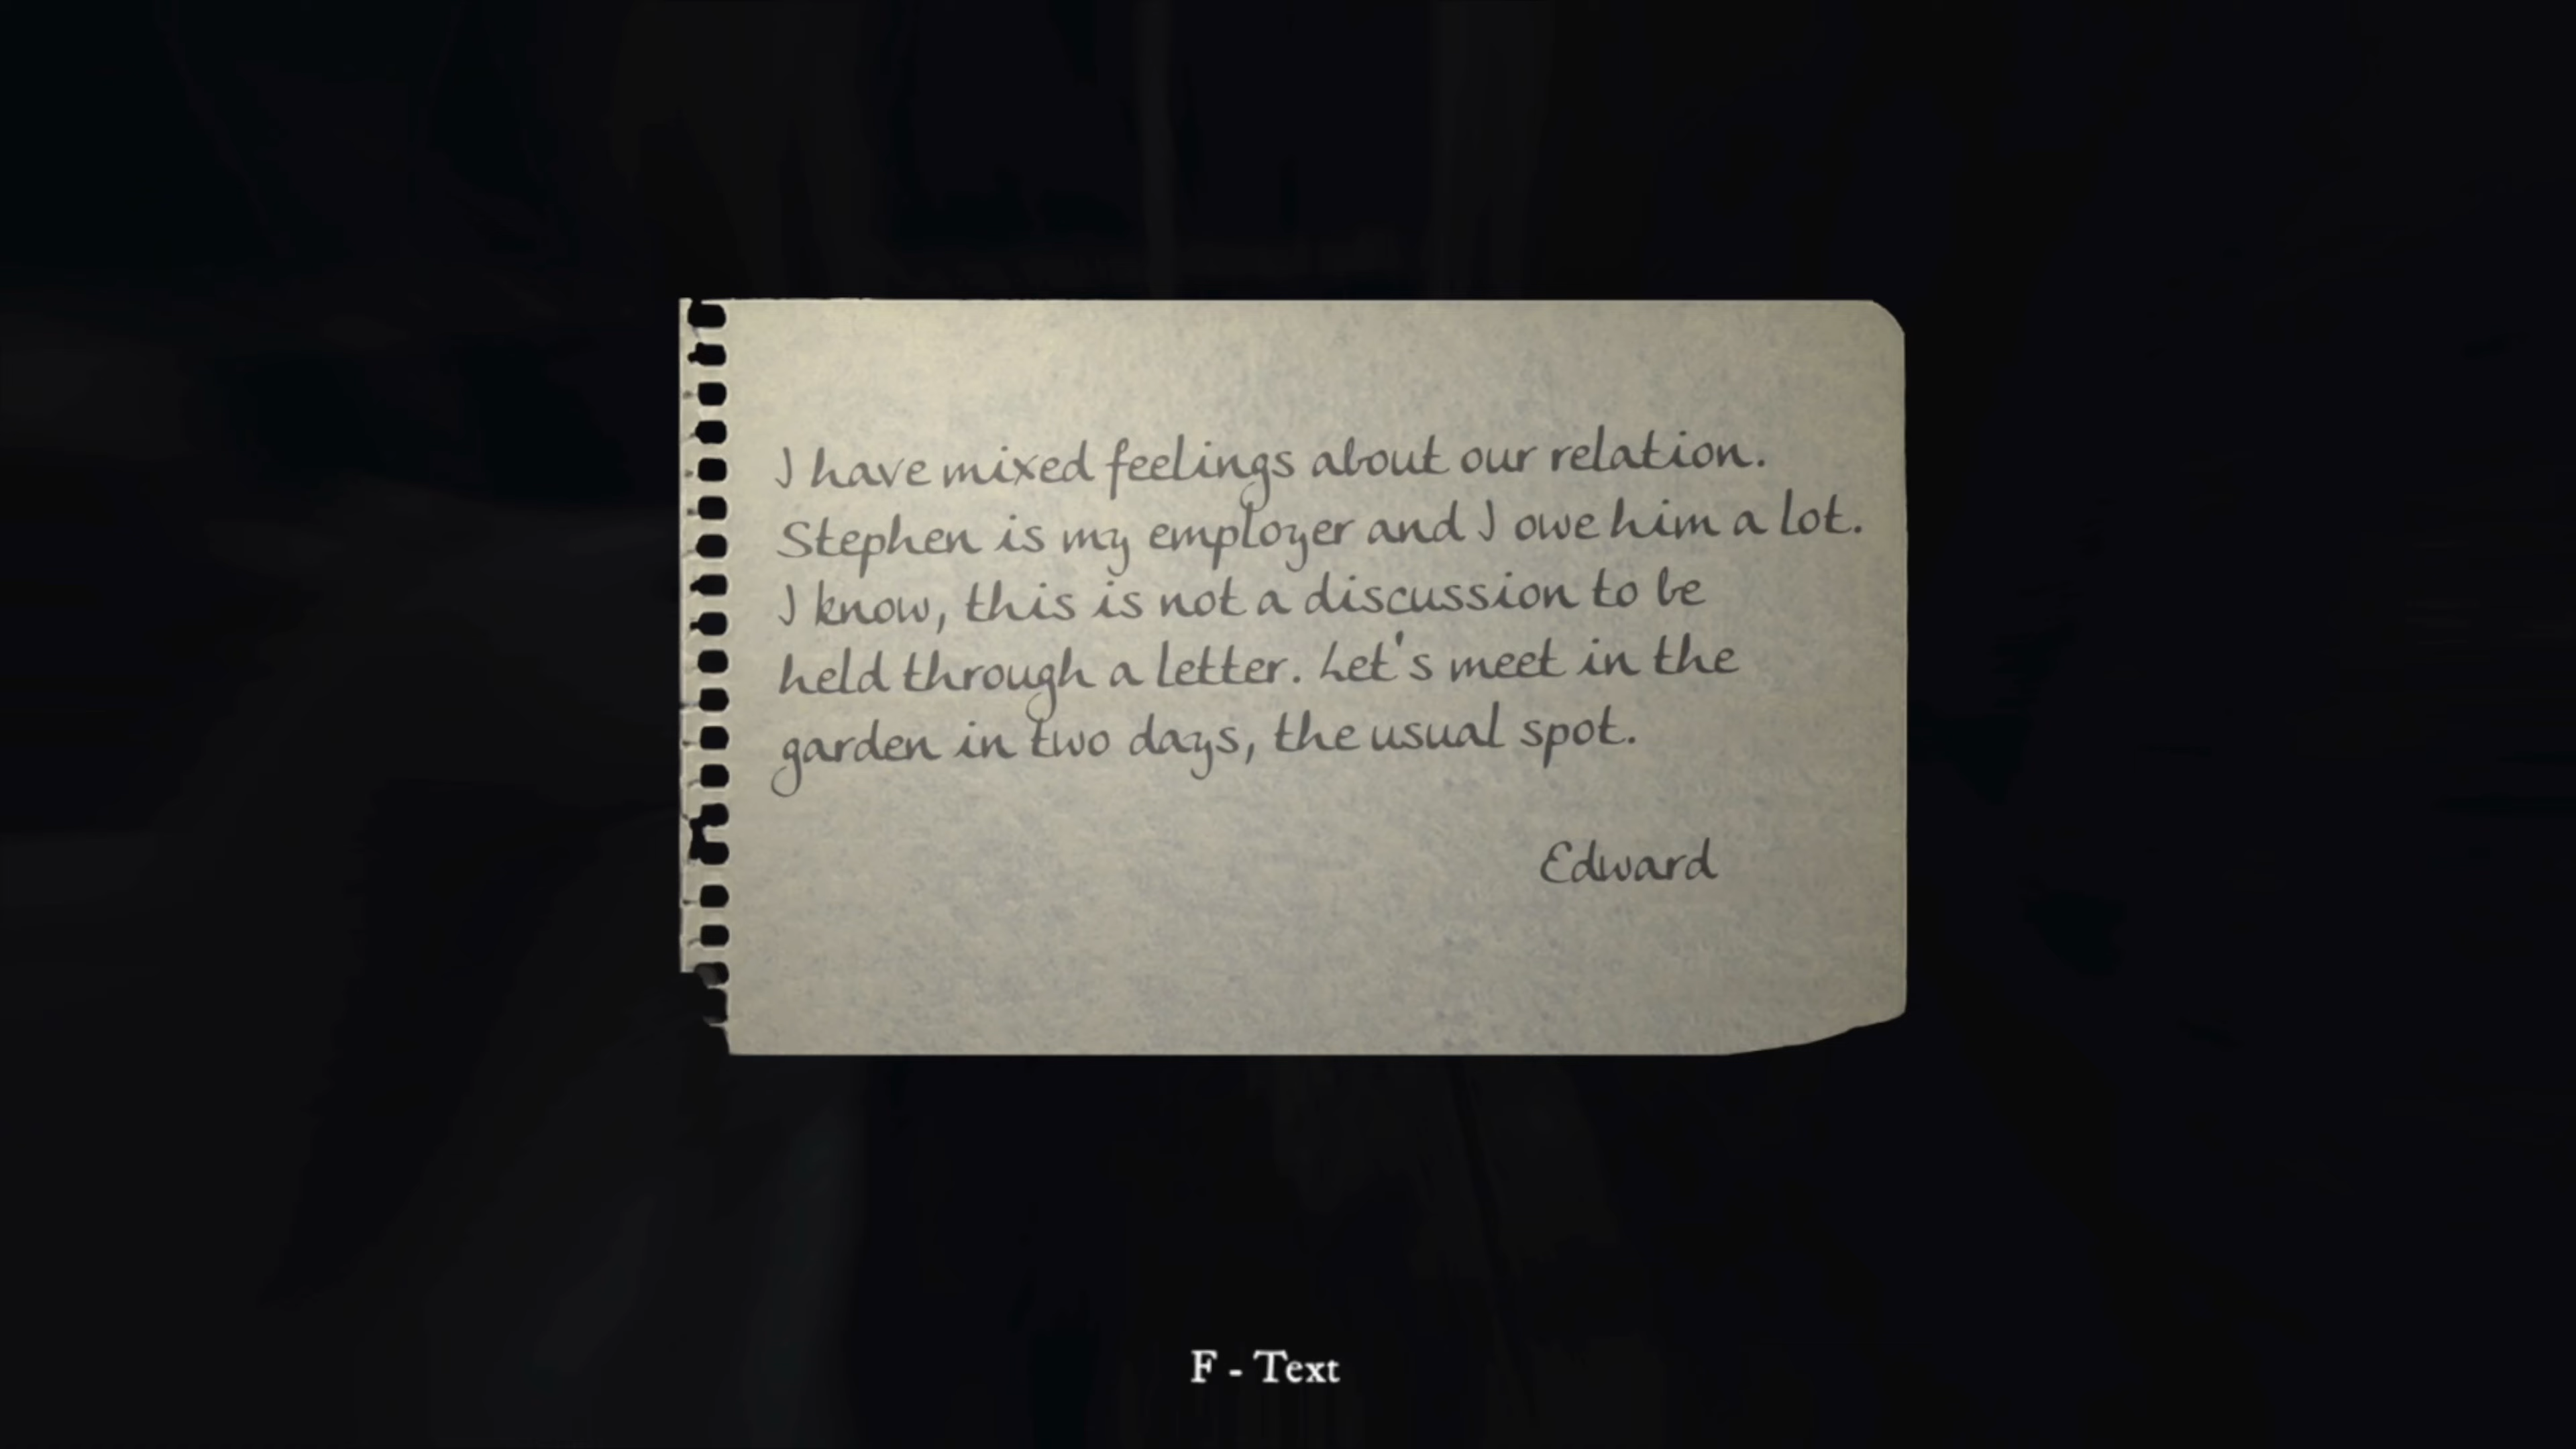 I have mixed feelings about our relation.
Stephen is my employer and I owe him a lot.
I know, this is not a discussion to be
held through a letter. Let's meet in the
garden in two days, the usual spot.
Edward
F - Text